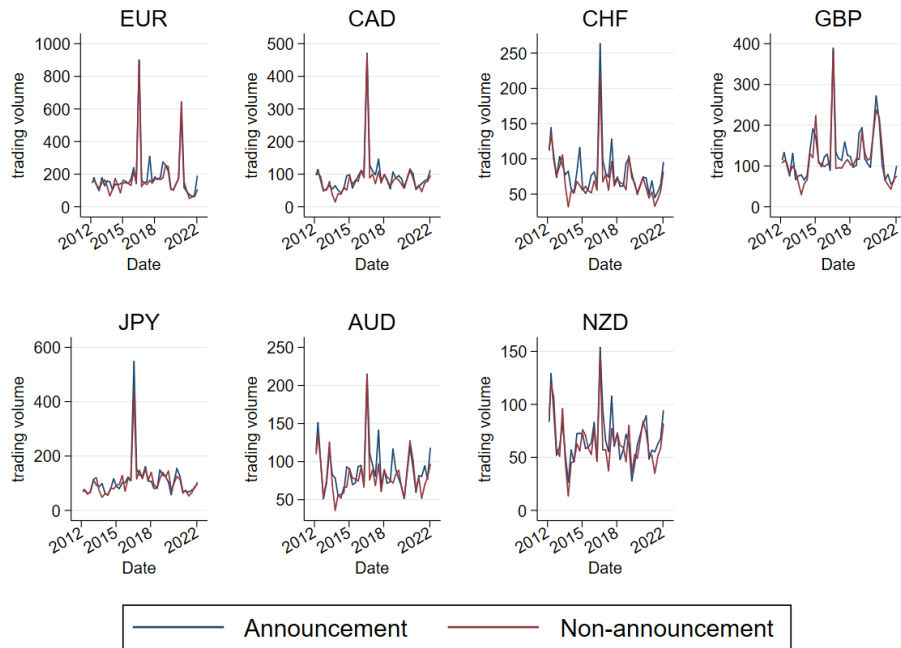 EUR
trading volume
1000
800
600
400
200
0
2012
2015
2018
2022
Date
CAD
trading volume
500
400
300
200
100
0
2012
2015
2018
2022
Date
CHF
trading volume
250
200
150
100
50
2012
2015
2018
2022
Date
GBP
trading volume
400
300
200
100
0
2012
2015
2018
2022
Date
JPY
trading volume
600
400
200
0
2012
2015
2018
2022
Date
AUD
trading volume
250
200
150
100
50
2012
2015
2018
2022
Date
NZD
trading volume
150
100
50
0
2012
2015
2018
2022
Date
Announcement
Non-announcement